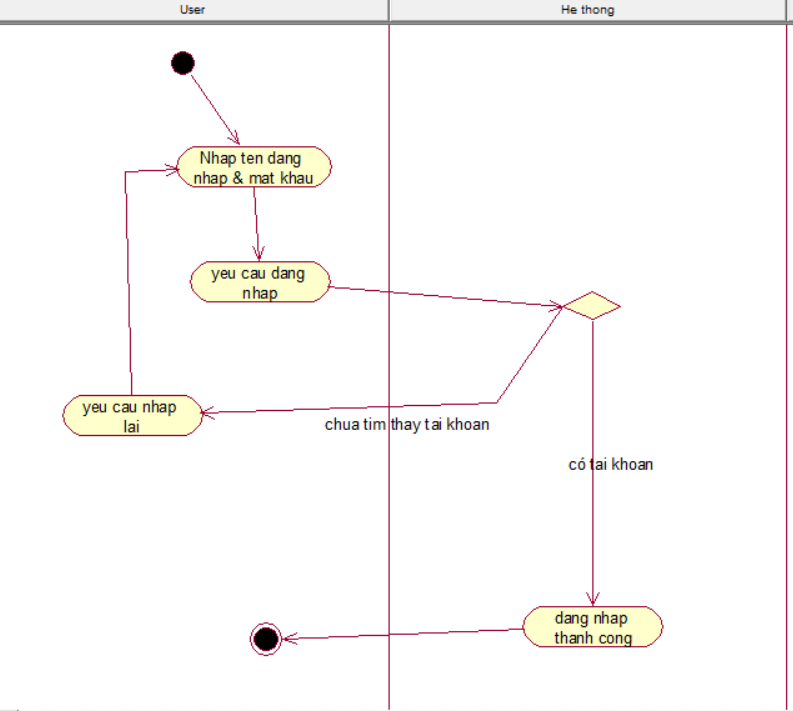 User
He thong
Nhap ten dang
nhap & mat khau
yeu cau dang
nhap
yeu cau nhap
lai
chua tim thay tai khoan
có tai khoan
dang nhap
thanh cong